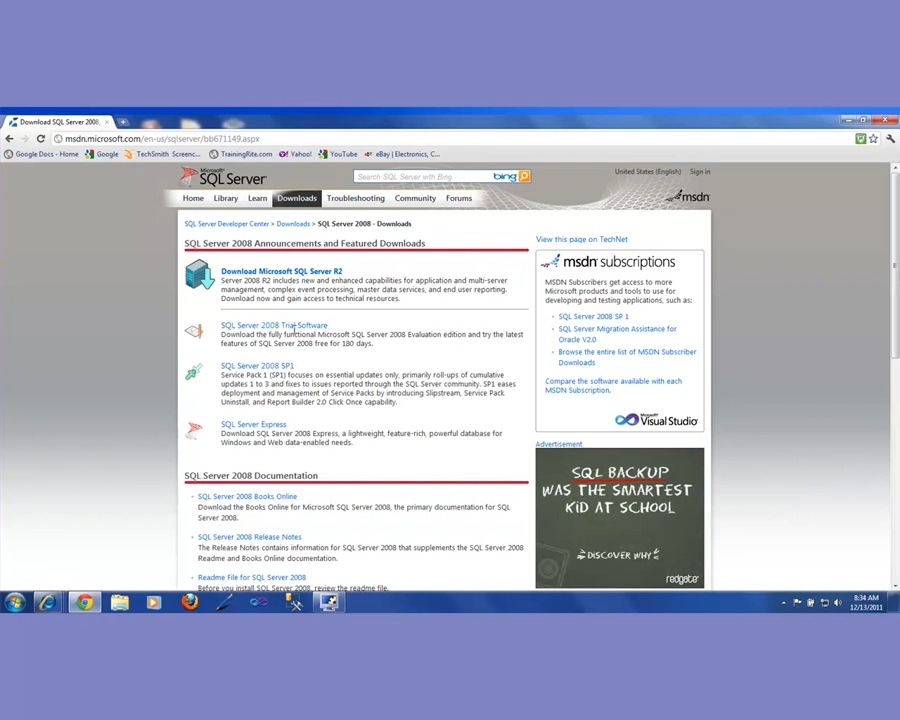 Download SQL Server 2008,
msdn.microsoft.com/en-us/sqlserver/bb671149.aspx
Google Docs - Home Google TechSmith Screenc... TrainingRite.com Yahoo! YouTube eBay | Electronics, C...
Microsoft
SQL Server
Search SQL Server with Bing
bing
United States (English) Sign in
Home Library Learn Downloads Troubleshooting Community Forums
msdn
SQL Server Developer Center > Downloads > SQL Server 2008 - Downloads
SQL Server 2008 Announcements and Featured Downloads
Download Microsoft SQL Server R2
Server 2008 R2 includes new and enhanced capabilities for application and multi-server
management, complex event processing, master data services, and end user reporting.
Download now and gain access to technical resources.
SQL Server 2008 Trial Software
Download the fully functional Microsoft SQL Server 2008 Evaluation edition and try the latest
features of SQL Server 2008 free for 180 days.
SQL Server 2008 SP1
Service Pack 1 (SP1) focuses on essential updates only, primarily roll-ups of cumulative
updates 1 to 3 and fixes to issues reported through the SQL Server community. SP1 eases
deployment and management of Service Packs by introducing Slipstream, Service Pack
Uninstall, and Report Builder 2.0 Click Once capability.
SQL Server Express
Download SQL Server 2008 Express, a lightweight, feature-rich, powerful database for
Windows and Web data-enabled needs.
SQL Server 2008 Documentation
SQL Server 2008 Books Online
Download the Books Online for Microsoft SQL Server 2008, the primary documentation for SQL
Server 2008.
SQL Server 2008 Release Notes
The Release Notes contains information for SQL Server 2008 that supplements the SQL Server 2008
Readme and Books Online documentation.
Readme File for SQL Server 2008
Before you install SQL Server 2008, review the readme file.
View this page on TechNet
msdn subscriptions
MSDN Subscribers get access to more
Microsoft products and tools to use for
developing and testing applications, such as:
SQL Server 2008 SP 1
SQL Server Migration Assistance for
Oracle V2.0
Browse the entire list of MSDN Subscriber
Downloads
Compare the software available with each
MSDN Subscription.
Microsoft
Visual Studio
Advertisement
SQL BACKUP
WAS THE SMARTEST
KiD AT SCHOOL
DISCOVER WHY
redgate
8:34 AM
12/13/2011